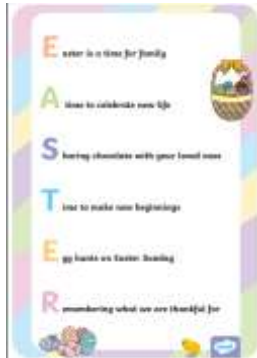 Easter is a time for family
A time to celebrate new life
Sharing chocolate with your loved ones
Time to make new beginnings
Egg hunts on Easter Sunday
Remembering what we are thankful for